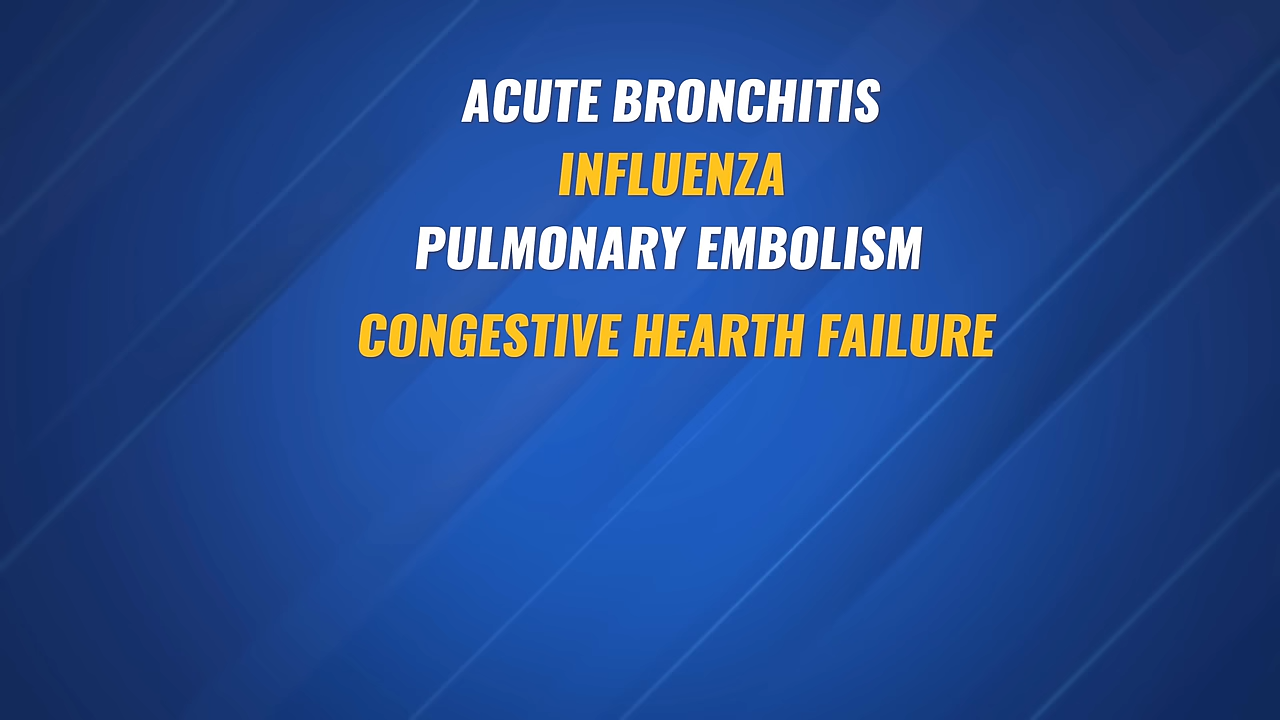 ACUTE BRONCHITIS
INFLUENZA
PULMONARY EMBOLISM
CONGESTIVE HEARTH FAILURE